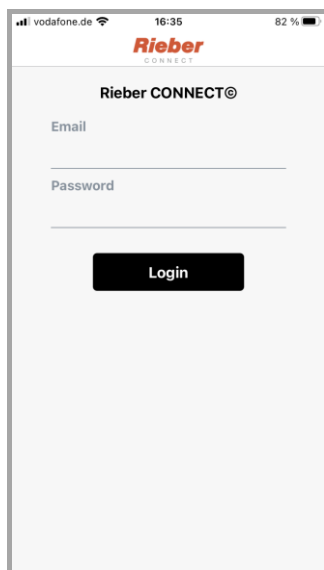 vodafone.de 16:35 82 %
Rieber
CONNECT
Rieber CONNECT©
Email
Password
Login